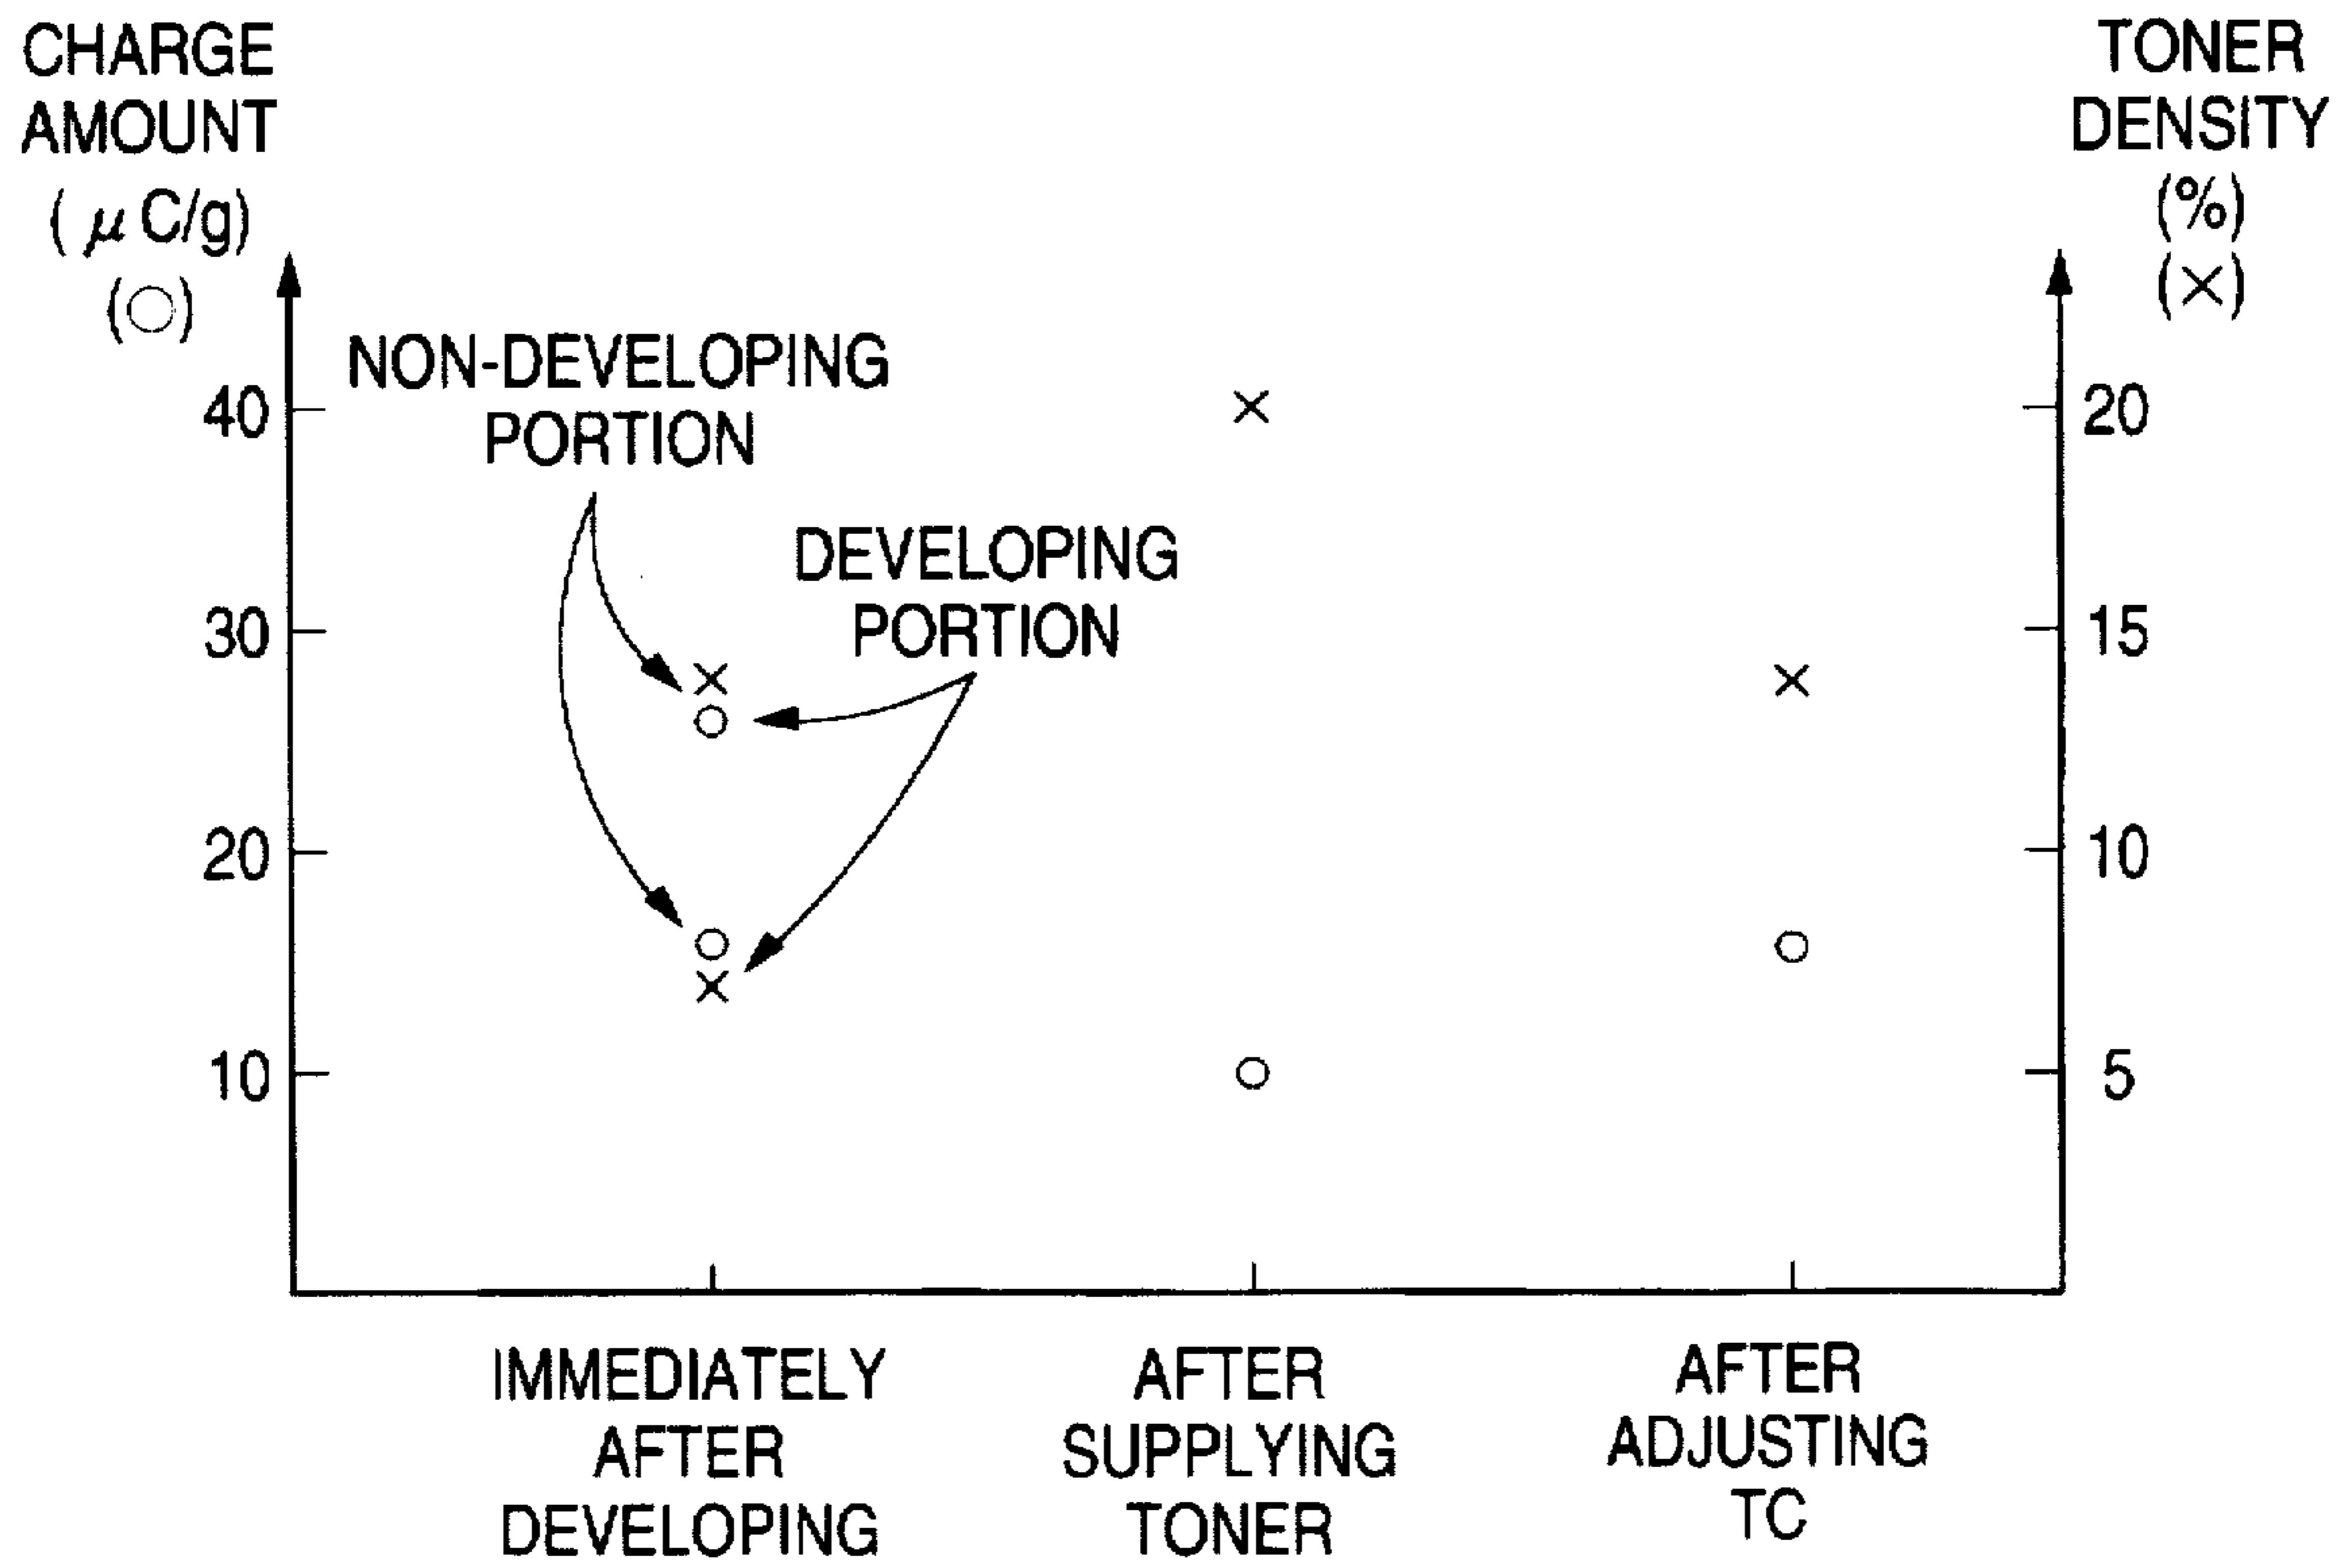 CHARGE
AMOUNT
(μC/g)
(○)
TONER
DENSITY
(%)
(×)
NON-DEVELOPING
PORTION
DEVELOPING
PORTION
40
30
20
10
20
15
10
5
IMMEDIATELY
AFTER
DEVELOPING
AFTER
SUPPLYING
TONER
AFTER
ADJUSTING
TC